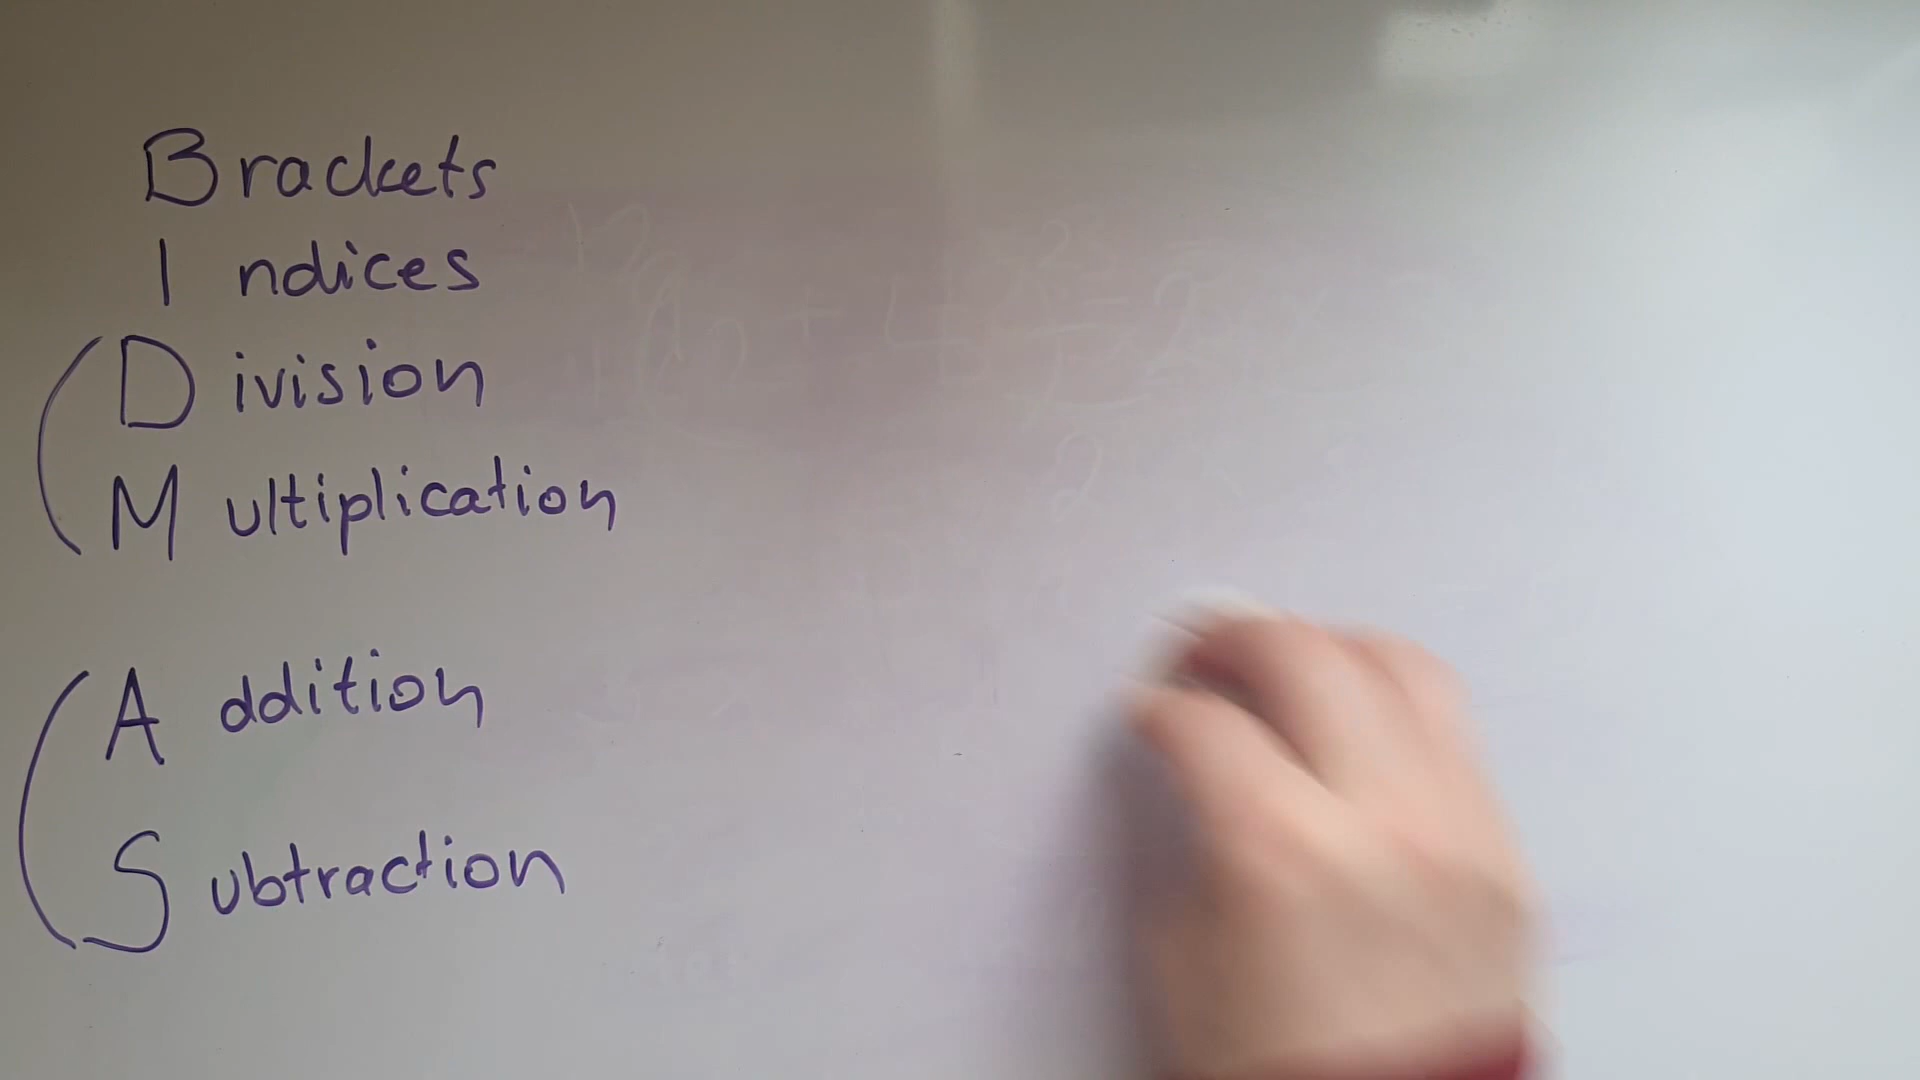 Brackets
Indices
Division
Multiplication
Addition
Subtraction